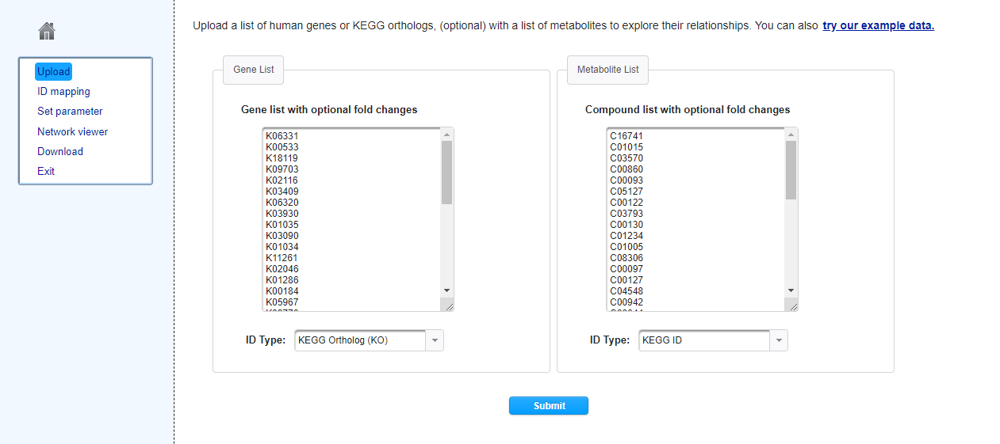 Upload a list of human genes or KEGG orthologs, (optional) with a list of metabolites to explore their relationships. You can also try our example data.
Upload
ID mapping
Set parameter
Network viewer
Download
Exit
Gene List
Gene list with optional fold changes
K06331
K00533
K18119
K09703
K02116
K03409
K06320
K03930
K01035
K03090
K01034
K11261
K02046
K01286
K00184
K05967
ID Type: KEGG Ortholog (KO)
Metabolite List
Compound list with optional fold changes
C16741
C01015
C03570
C00860
C00093
C05127
C00122
C03793
C00130
C01234
C01005
C08306
C00097
C00127
C04548
C00942
ID Type: KEGG ID
Submit